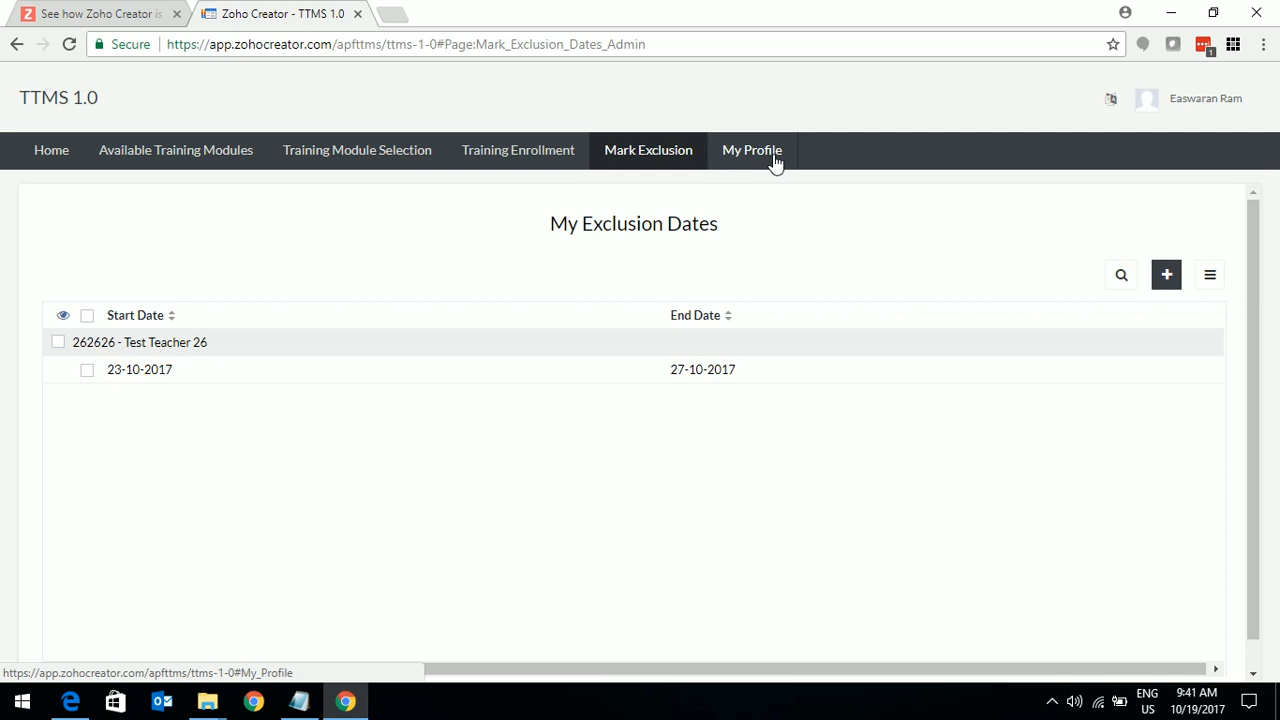 See how Zoho Creator is
Zoho Creator - TTMS 1.0
Secure
https://app.zohocreator.com/apfttms/ttms-1-0#Page:Mark_Exclusion_Dates_Admin
1
TTMS 1.0
Easwaran Ram
Home
Available Training Modules
Training Module Selection
Training Enrollment
Mark Exclusion
My Profile
My Exclusion Dates
Start Date
End Date
262626 - Test Teacher 26
23-10-2017
27-10-2017
https://app.zohocreator.com/apfttms/ttms-1-0#My_Profile
ENG
US
9:41 AM
10/19/2017